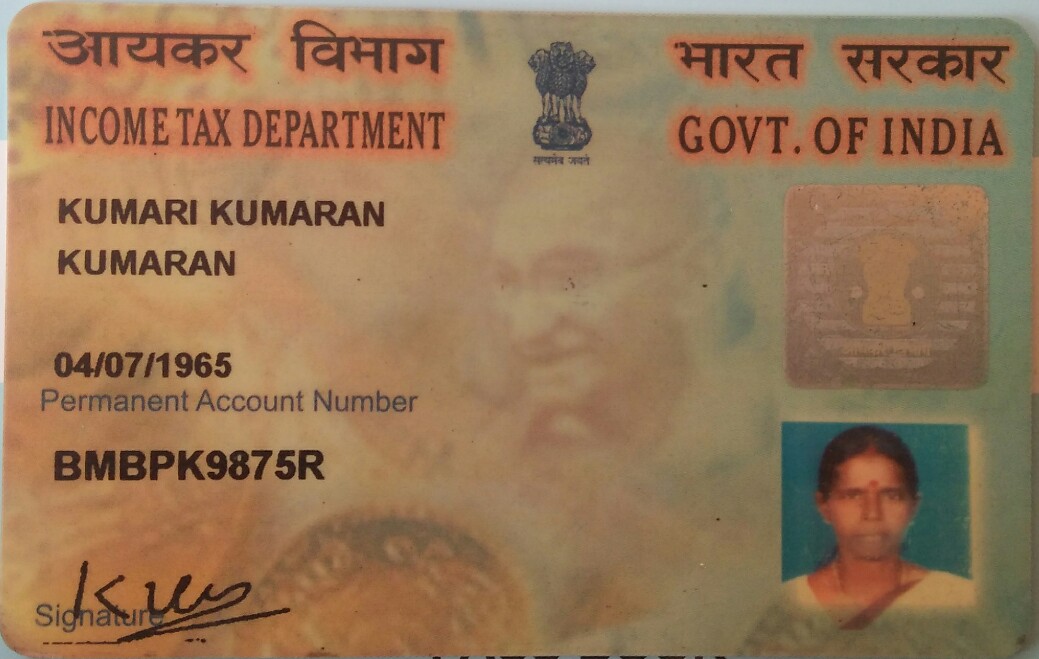 आयकर विभाग
भारत सरकार
INCOME TAX DEPARTMENT
GOVT. OF INDIA
सत्यमेव जयते
KUMARI KUMARAN
KUMARAN
04/07/1965
Permanent Account Number
BMBPK9875R
Signature